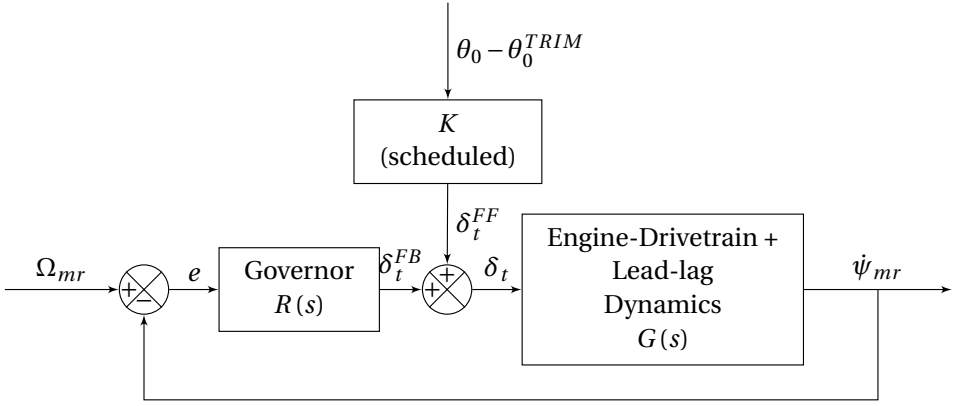 θ₀ − θ₀^{TRIM}
K
(scheduled)
δₜ^{FF}
Ωₘᵣ
+
−
e
Governor
R(s)
δₜ^{FB}
+
+
δₜ
Engine-Drivetrain +
Lead-lag
Dynamics
G(s)
ψ̇ₘᵣ